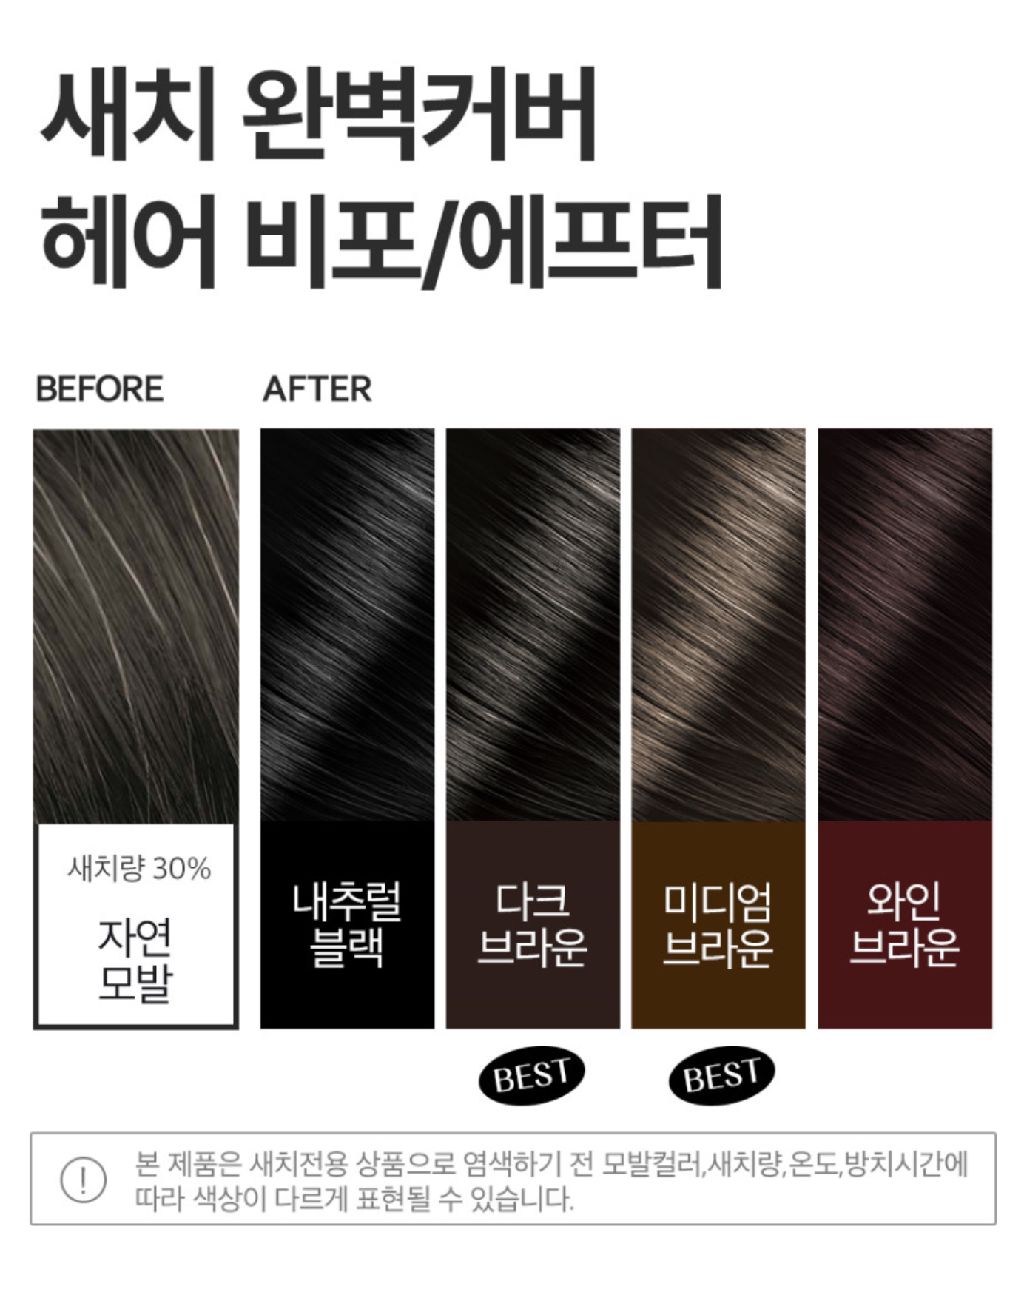 새치 완벽커버
헤어 비포/에프터
BEFORE
AFTER
새치량 30%
자연
모발
내추럴
블랙
다크
브라운
미디엄
브라운
와인
브라운
BEST
BEST
본 제품은 새치전용 상품으로 염색하기 전 모발컬러,새치량,온도,방치시간에
따라 색상이 다르게 표현될 수 있습니다.